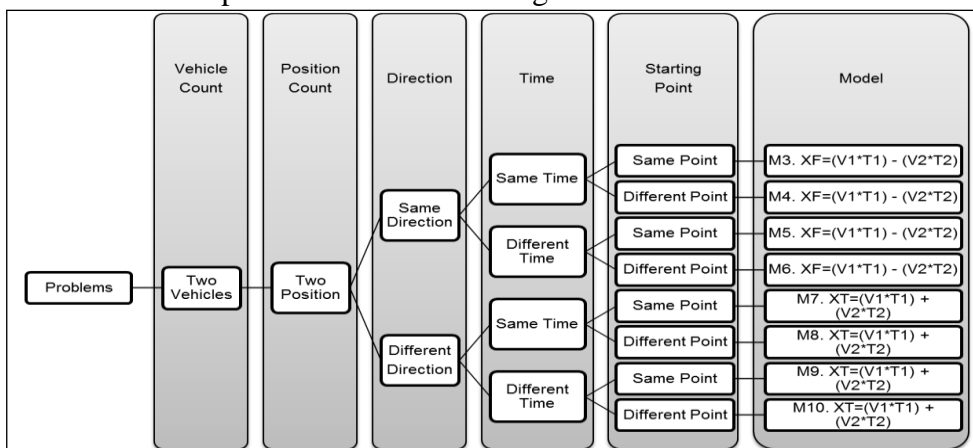 Vehicle
Count
Position
Count
Direction
Time
Starting
Point
Model
Problems
Two
Vehicles
Two
Position
Same
Direction
Different
Direction
Same Time
Different
Time
Same Time
Different
Time
Same Point
Different Point
Same Point
Different Point
Same Point
Different Point
Same Point
Different Point
M3. XF=(V1*T1) - (V2*T2)
M4. XF=(V1*T1) - (V2*T2)
M5. XF=(V1*T1) - (V2*T2)
M6. XF=(V1*T1) - (V2*T2)
M7. XT=(V1*T1) +
(V2*T2)
M8. XT=(V1*T1) +
(V2*T2)
M9. XT=(V1*T1) +
(V2*T2)
M10. XT=(V1*T1) +
(V2*T2)